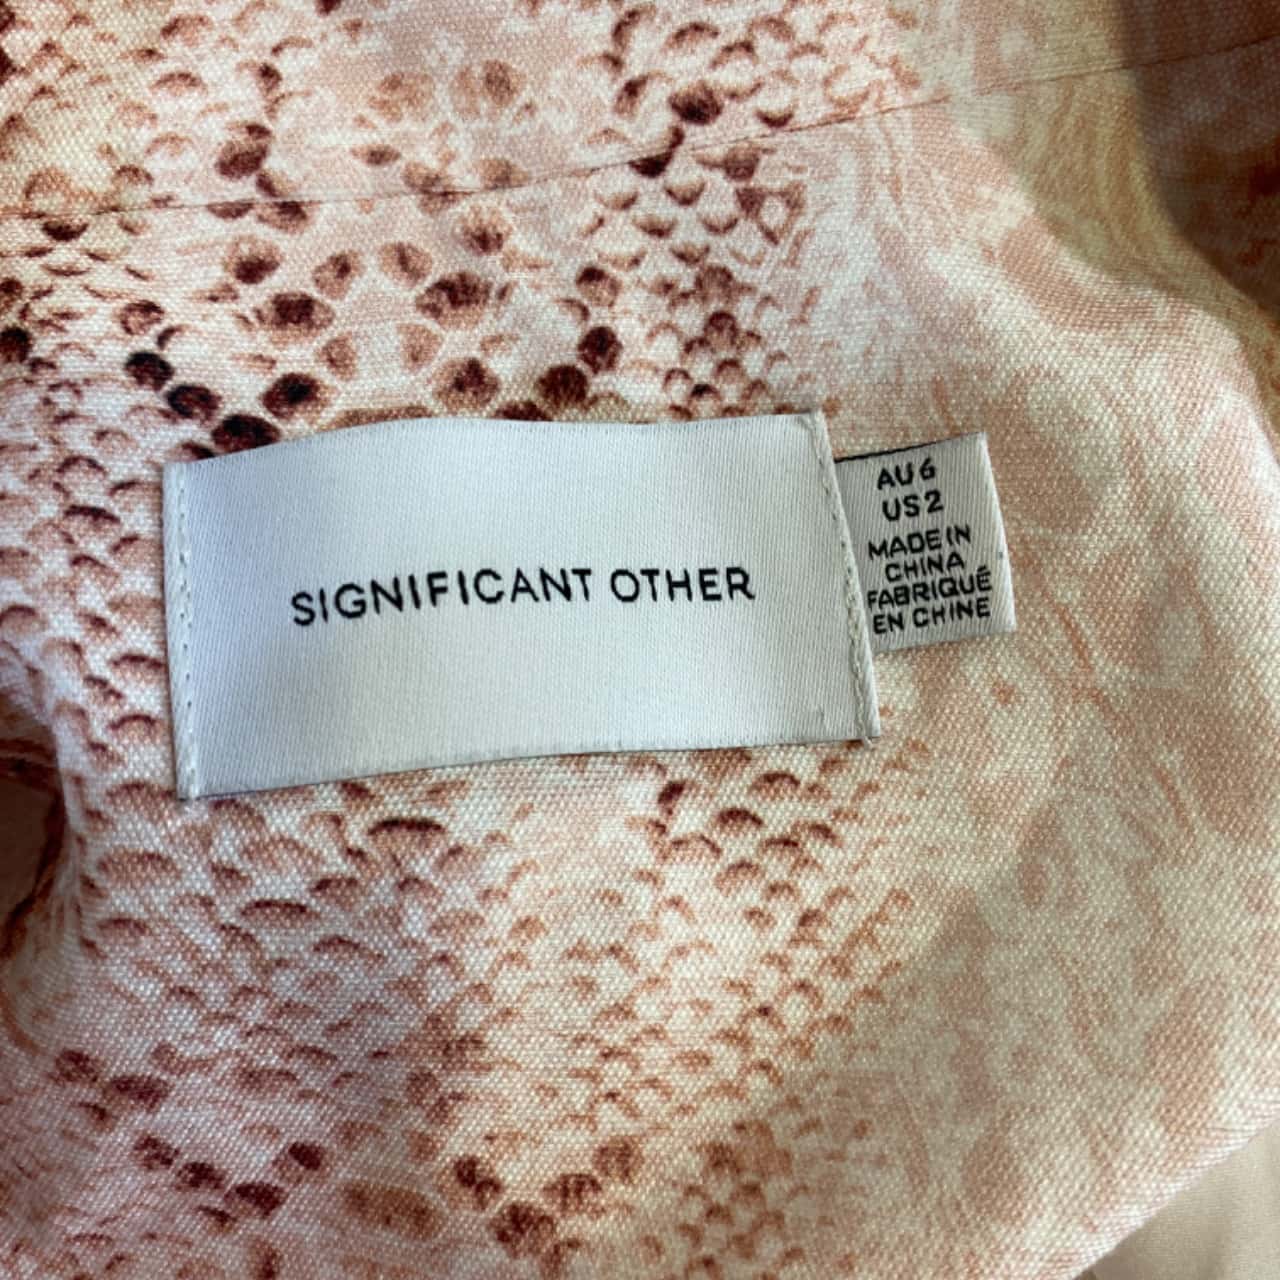 SIGNIFICANT OTHER
AU 6
US 2
MADE IN
CHINA
FABRIQUÉ
EN CHINE